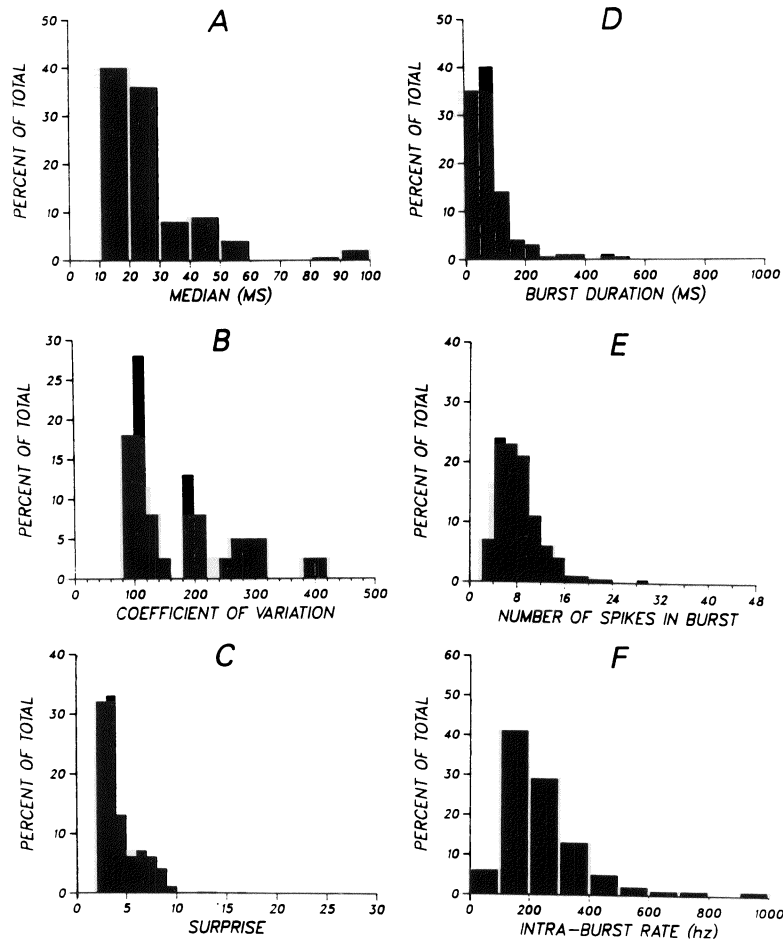 A
PERCENT OF TOTAL
50
40
30
20
10
0
0 10 20 30 40 50 60 70 80 90 100
MEDIAN (MS)
B
PERCENT OF TOTAL
30
25
20
15
10
5
0
0 100 200 300 400 500
COEFFICIENT OF VARIATION
C
PERCENT OF TOTAL
40
30
20
10
0
0 5 10 15 20 25 30
SURPRISE
D
PERCENT OF TOTAL
50
40
30
20
10
0
0 200 400 600 800 1000
BURST DURATION (MS)
E
PERCENT OF TOTAL
40
30
20
10
0
0 8 16 24 32 40 48
NUMBER OF SPIKES IN BURST
F
PERCENT OF TOTAL
60
50
40
30
20
10
0
0 200 400 600 800 1000
INTRA-BURST RATE (hz)